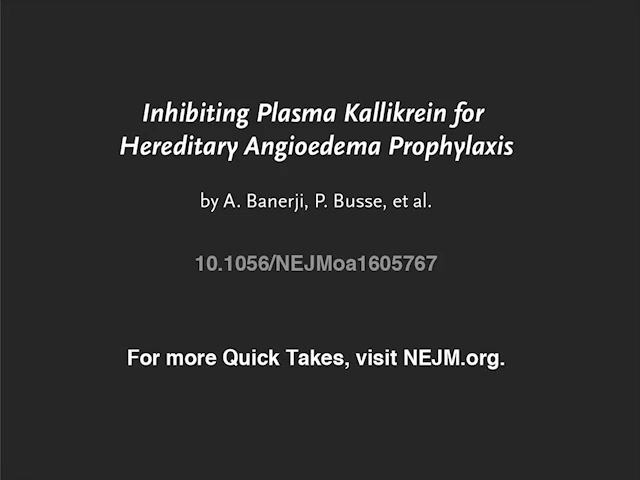 Inhibiting Plasma Kallikrein for
Hereditary Angioedema Prophylaxis
by A. Banerji, P. Busse, et al.
10.1056/NEJMoa1605767
For more Quick Takes, visit NEJM.org.